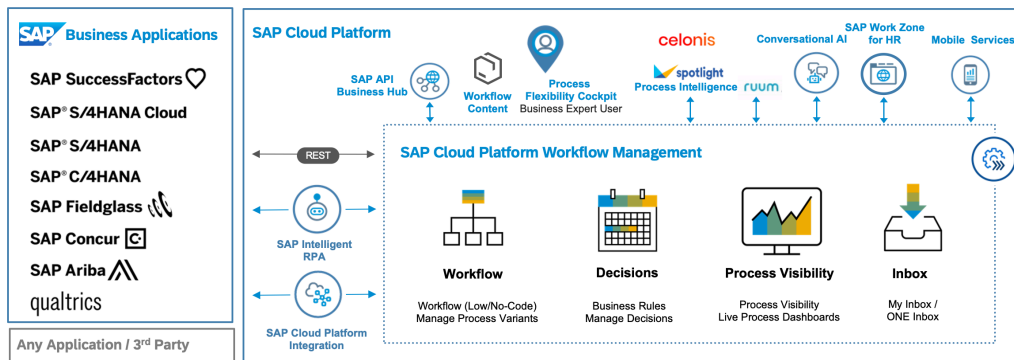 SAP Business Applications
SAP SuccessFactors
SAP® S/4HANA Cloud
SAP® S/4HANA
SAP® C/4HANA
SAP Fieldglass
SAP Concur C
SAP Ariba
qualtrics
Any Application / 3rd Party
SAP Cloud Platform
SAP API
Business Hub
Workflow
Content
Process
Flexibility Cockpit
Business Expert User
celonis
spotlight
Process Intelligence
ruum
Conversational AI
SAP Work Zone
for HR
Mobile Services
REST
SAP Intelligent
RPA
SAP Cloud Platform
Integration
SAP Cloud Platform Workflow Management
Workflow
Workflow (Low/No-Code)
Manage Process Variants
Decisions
Business Rules
Manage Decisions
Process Visibility
Process Visibility
Live Process Dashboards
Inbox
My Inbox /
ONE Inbox